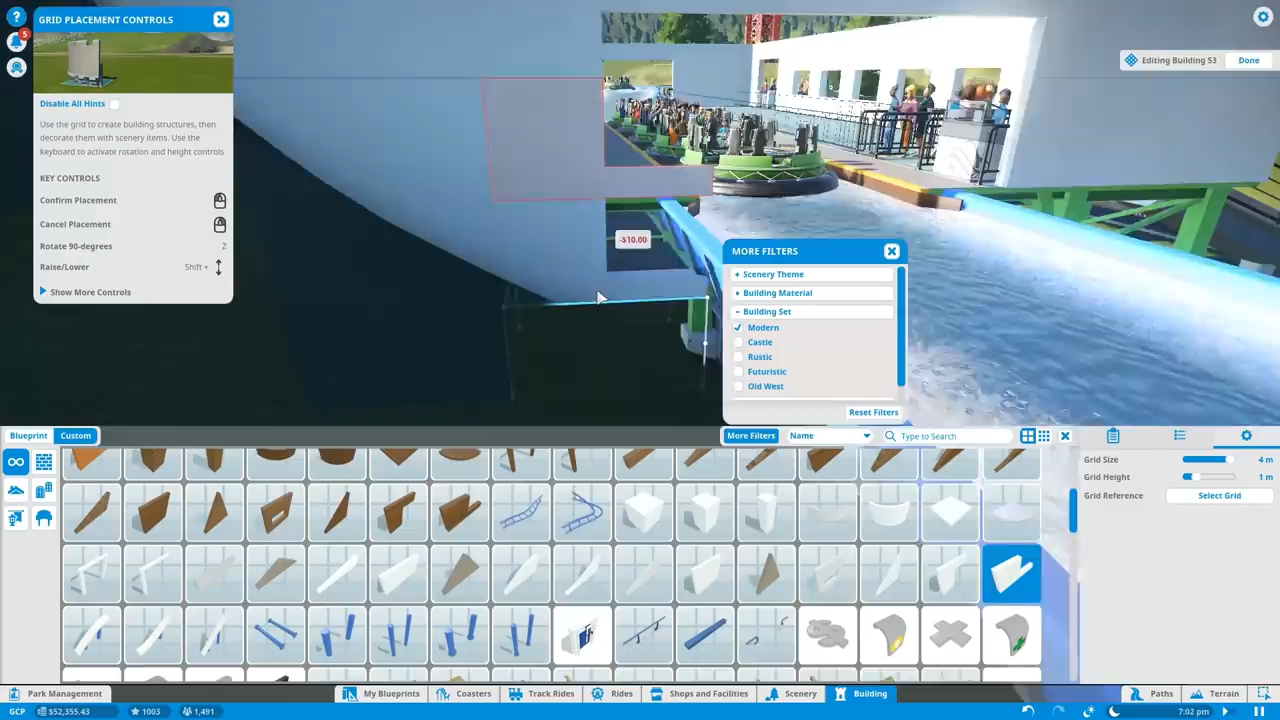 ?
GRID PLACEMENT CONTROLS
5
Disable All Hints
Use the grid to create building structures, then
decorate them with scenery items. Use the
keyboard to activate rotation and height controls
KEY CONTROLS
Confirm Placement
Cancel Placement
Rotate 90-degrees Z
Raise/Lower Shift +
Show More Controls
Editing Building 53 Done
-$10.00
MORE FILTERS
+ Scenery Theme
+ Building Material
- Building Set
Modern
Castle
Rustic
Futuristic
Old West
Reset Filters
Blueprint Custom
More Filters Name Type to Search
Grid Size 4 m
Grid Height 1 m
Grid Reference Select Grid
Park Management My Blueprints Coasters Track Rides Rides Shops and Facilities Scenery Building Paths Terrain
GCP $52,355.43 1003 1,491 7:02 pm